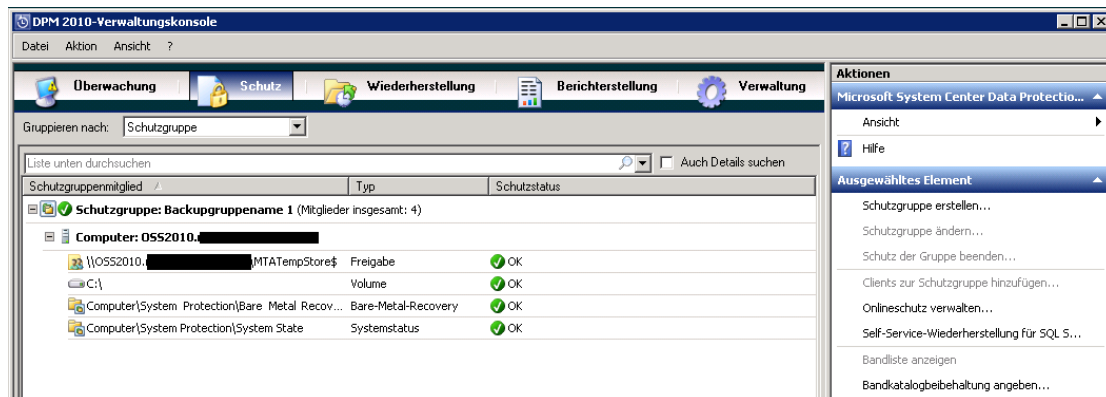 DPM 2010-Verwaltungskonsole
Datei Aktion Ansicht ?
Überwachung Schutz Wiederherstellung Berichterstellung Verwaltung
Gruppieren nach: Schutzgruppe
Liste unten durchsuchen Auch Details suchen
Schutzgruppenmitglied Typ Schutzstatus
Schutzgruppe: Backupgruppename 1 (Mitglieder insgesamt: 4)
Computer: OSS2010.
\\OSS2010. \MTATempStore$ Freigabe OK
C:\ Volume OK
Computer\System Protection\Bare Metal Recov... Bare-Metal-Recovery OK
Computer\System Protection\System State Systemstatus OK
Aktionen
Microsoft System Center Data Protectio...
Ansicht
Hilfe
Ausgewähltes Element
Schutzgruppe erstellen...
Schutzgruppe ändern...
Schutz der Gruppe beenden...
Clients zur Schutzgruppe hinzufügen...
Onlineschutz verwalten...
Self-Service-Wiederherstellung für SQL S...
Bandliste anzeigen
Bandkatalogbeibehaltung angeben...